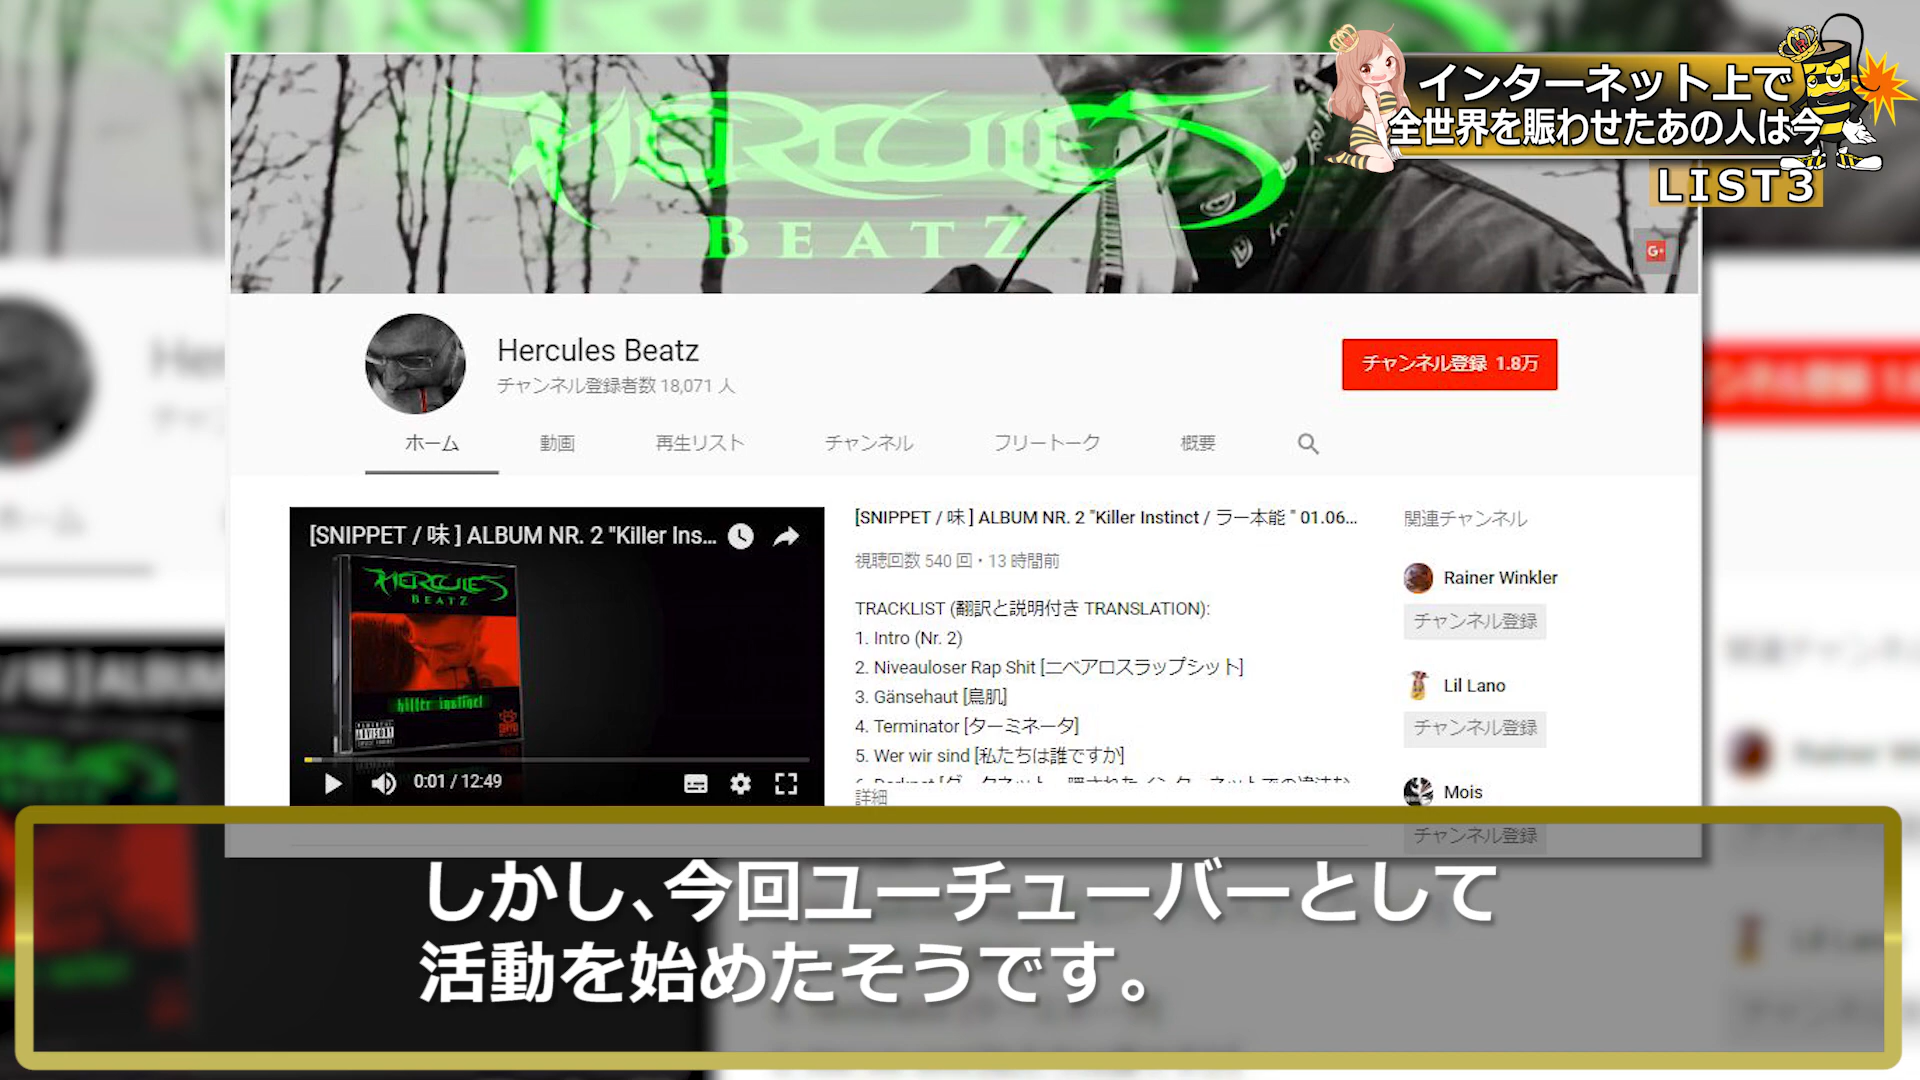 インターネット上で
全世界を賑わせたあの人は今
LIST3
HERCULES
BEATZ
G+
Hercules Beatz
チャンネル登録者数 18,071 人
チャンネル登録 1.8万
ホーム 動画 再生リスト チャンネル フリートーク 概要
[SNIPPET / 味 ] ALBUM NR. 2 "Killer Ins...
HERCULES
BEATZ
killer instinct
ADVISORY
0:01 / 12:49
[SNIPPET / 味 ] ALBUM NR. 2 "Killer Instinct / ラー本能 " 01.06...
視聴回数 540 回・13 時間前
TRACKLIST (翻訳と説明付き TRANSLATION):
1. Intro (Nr. 2)
2. Niveauloser Rap Shit [ニベアロスラップシット]
3. Gänsehaut [鳥肌]
4. Terminator [ターミネータ]
5. Wer wir sind [私たちは誰ですか]
詳細
関連チャンネル
Rainer Winkler
チャンネル登録
Lil Lano
チャンネル登録
Mois
チャンネル登録
しかし､今回ユーチューバーとして
活動を始めたそうです。